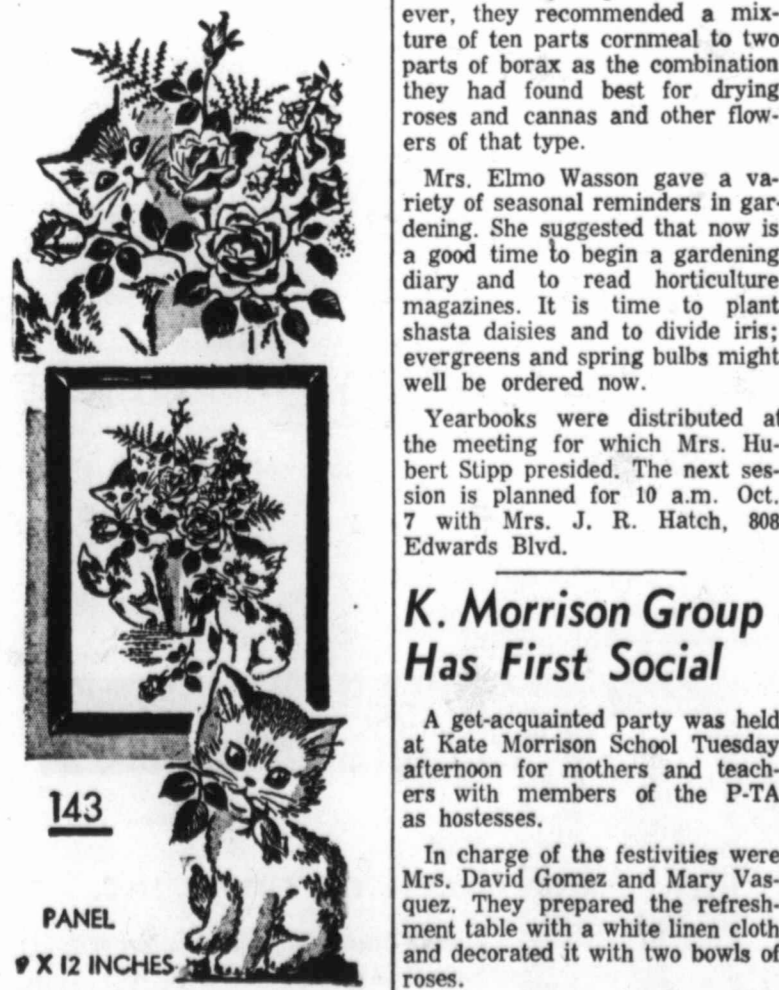 143
PANEL
9 X 12 INCHES
ever, they recommended a mix-
ture of ten parts cornmeal to two
parts of borax as the combination
they had found best for drying
roses and cannas and other flow-
ers of that type.
Mrs. Elmo Wasson gave a va-
riety of seasonal reminders in gar-
dening. She suggested that now is
a good time to begin a gardening
diary and to read horticulture
magazines. It is time to plant
shasta daisies and to divide iris;
evergreens and spring bulbs might
well be ordered now.
Yearbooks were distributed at
the meeting for which Mrs. Hu-
bert Stipp presided. The next ses-
sion is planned for 10 a.m. Oct.
7 with Mrs. J. R. Hatch, 808
Edwards Blvd.
K. Morrison Group
Has First Social
A get-acquainted party was held
at Kate Morrison School Tuesday
afternoon for mothers and teach-
ers with members of the P-TA
as hostesses.
In charge of the festivities were
Mrs. David Gomez and Mary Vas-
quez. They prepared the refresh-
ment table with a white linen cloth
and decorated it with two bowls of
roses.